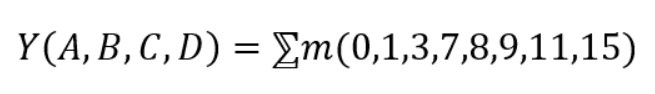 Y(A,B,C,D) = ∑m(0,1,3,7,8,9,11,15)